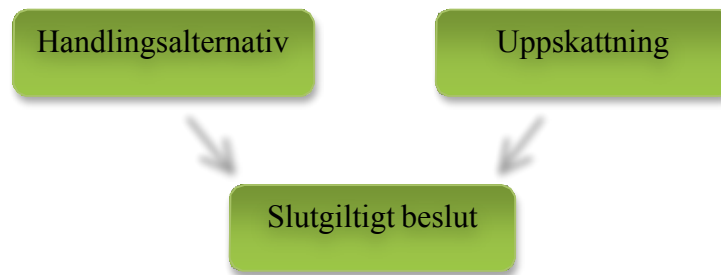 Handlingsalternativ
Uppskattning
Slutgiltigt beslut